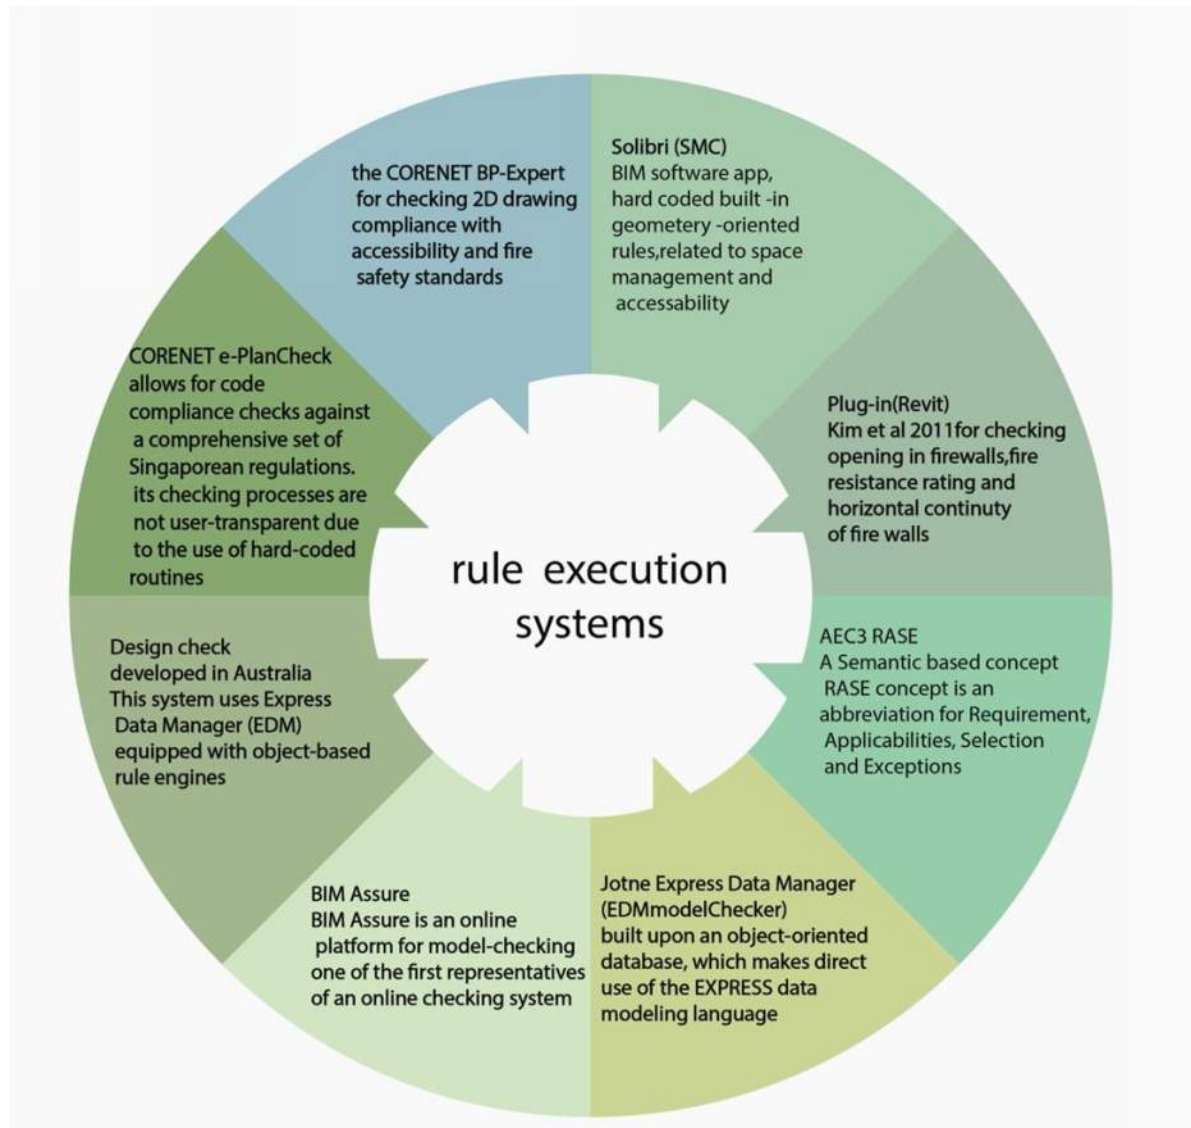 the CORENET BP-Expert
for checking 2D drawing
compliance with
accessibility and fire
safety standards
Solibri (SMC)
BIM software app,
hard coded built -in
geometery -oriented
rules,related to space
management and
accessability
Plug-in(Revit)
Kim et al 2011for checking
opening in firewalls,fire
resistance rating and
horizontal continuty
of fire walls
AEC3 RASE
A Semantic based concept
RASE concept is an
abbreviation for Requirement,
Applicabilities, Selection
and Exceptions
Jotne Express Data Manager
(EDMmodelChecker)
built upon an object-oriented
database, which makes direct
use of the EXPRESS data
modeling language
BIM Assure
BIM Assure is an online
platform for model-checking
one of the first representatives
of an online checking system
Design check
developed in Australia
This system uses Express
Data Manager (EDM)
equipped with object-based
rule engines
CORENET e-PlanCheck
allows for code
compliance checks against
a comprehensive set of
Singaporean regulations.
its checking processes are
not user-transparent due
to the use of hard-coded
routines
rule execution
systems